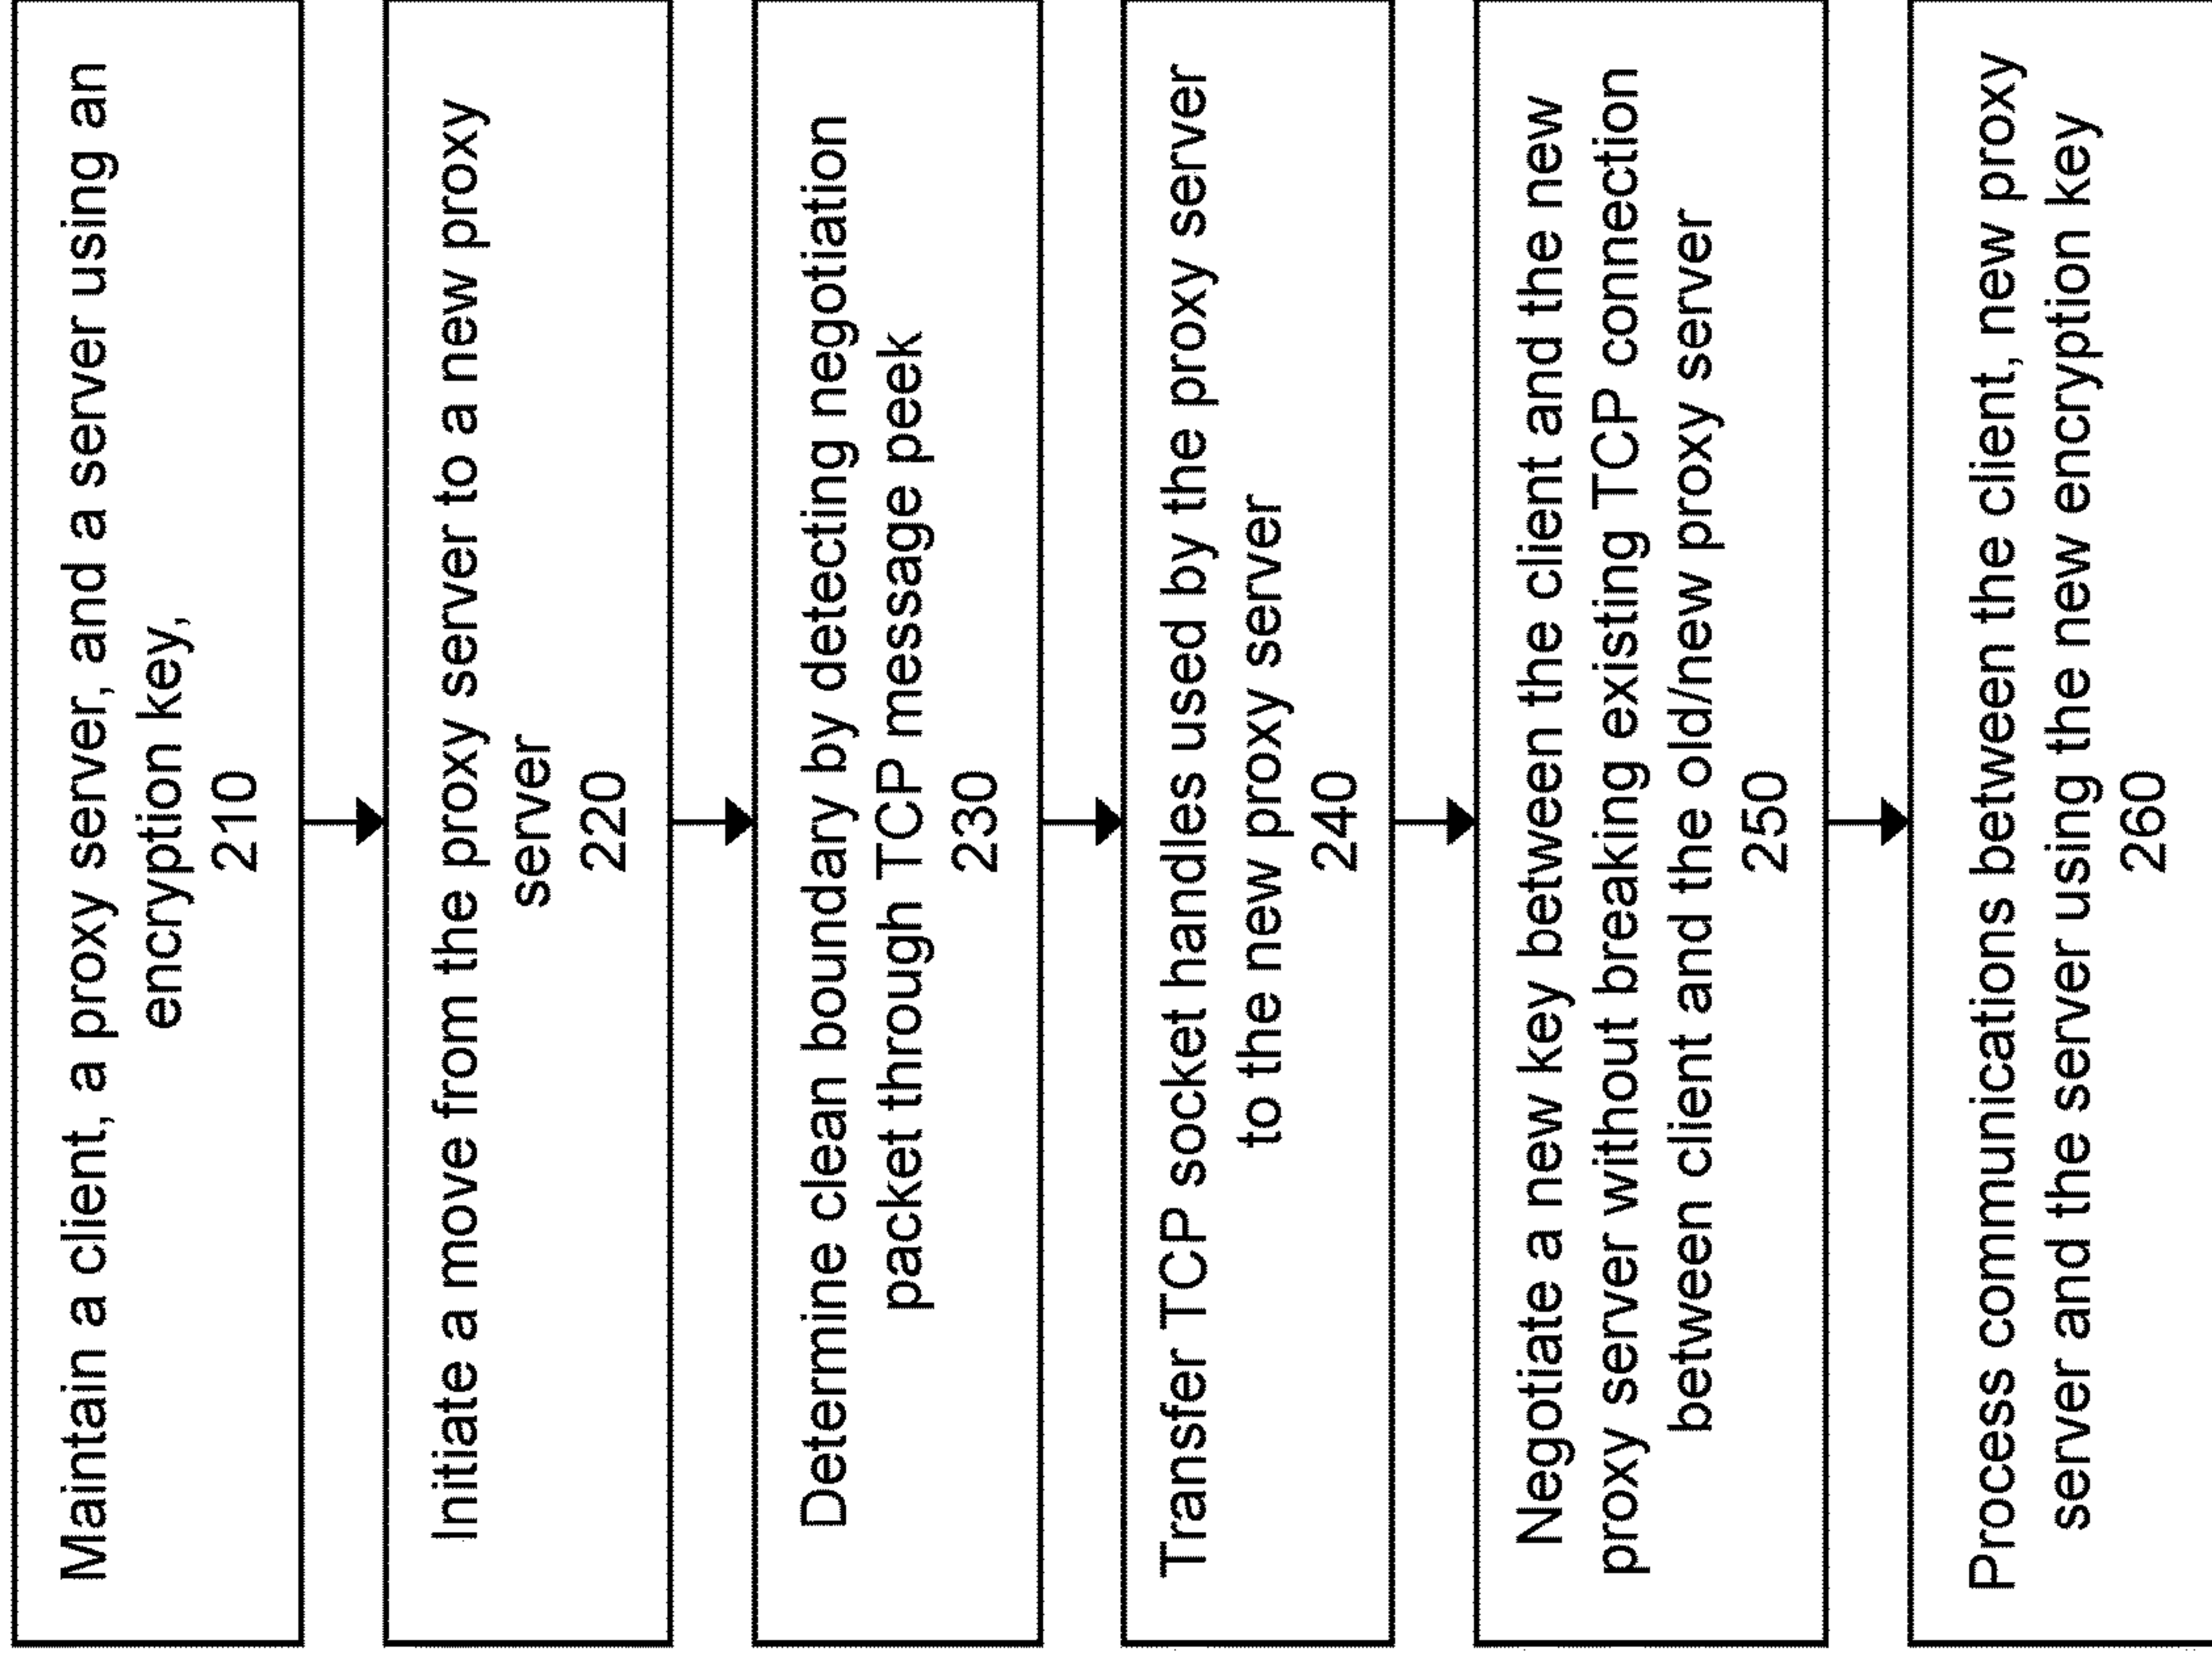 Maintain a client, a proxy server, and a server using an
encryption key,
210
Initiate a move from the proxy server to a new proxy
server
220
Determine clean boundary by detecting negotiation
packet through TCP message peek
230
Transfer TCP socket handles used by the proxy server
to the new proxy server
240
Negotiate a new key between the client and the new
proxy server without breaking existing TCP connection
between client and the old/new proxy server
250
Process communications between the client, new proxy
server and the server using the new encryption key
260